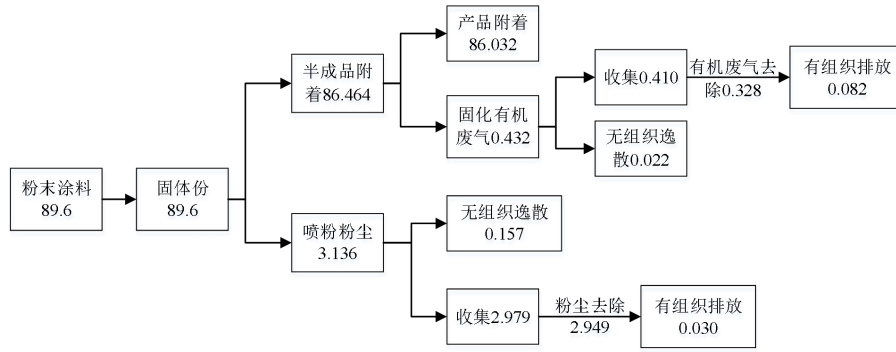 粉末涂料
89.6
固体份
89.6
半成品附
着86.464
产品附着
86.032
固化有机
废气0.432
收集0.410
有机废气去
除0.328
有组织排放
0.082
无组织逸
散0.022
喷粉粉尘
3.136
无组织逸散
0.157
收集2.979
粉尘去除
2.949
有组织排放
0.030